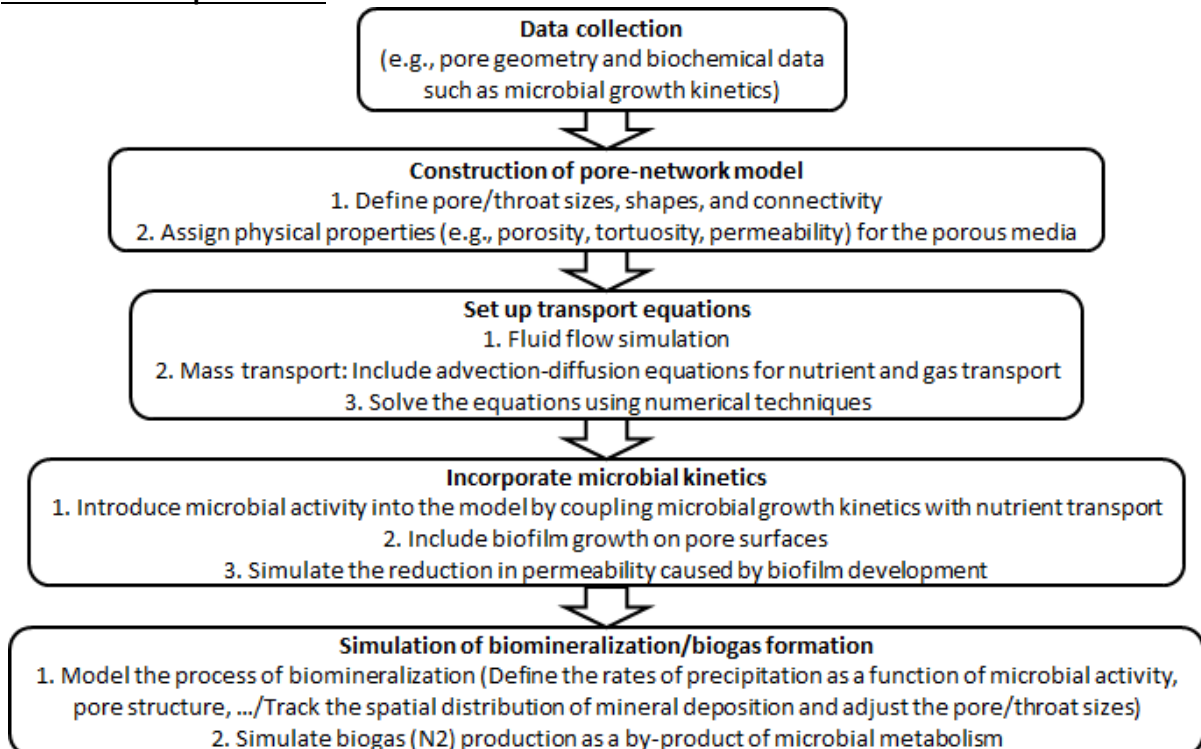 Data collection
(e.g., pore geometry and biochemical data
such as microbial growth kinetics)
Construction of pore-network model
1. Define pore/throat sizes, shapes, and connectivity
2. Assign physical properties (e.g., porosity, tortuosity, permeability) for the porous media
Set up transport equations
1. Fluid flow simulation
2. Mass transport: Include advection-diffusion equations for nutrient and gas transport
3. Solve the equations using numerical techniques
Incorporate microbial kinetics
1. Introduce microbial activity into the model by coupling microbial growth kinetics with nutrient transport
2. Include biofilm growth on pore surfaces
3. Simulate the reduction in permeability caused by biofilm development
Simulation of biomineralization/biogas formation
1. Model the process of biomineralization (Define the rates of precipitation as a function of microbial activity,
pore structure, .../Track the spatial distribution of mineral deposition and adjust the pore/throat sizes)
2. Simulate biogas (N2) production as a by-product of microbial metabolism